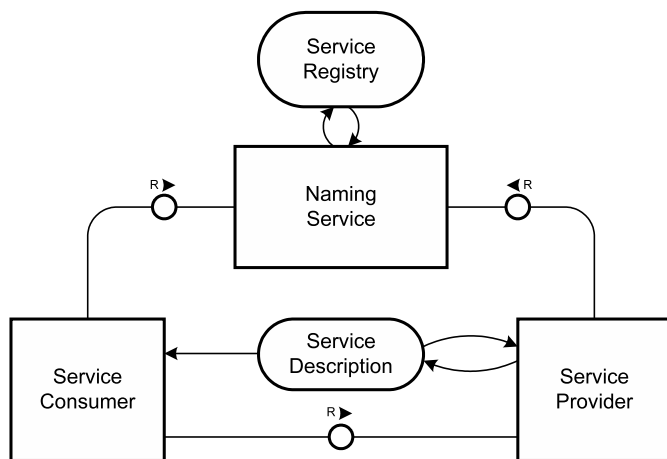 Service
Registry
R
Naming
Service
R
Service
Consumer
Service
Description
Service
Provider
R